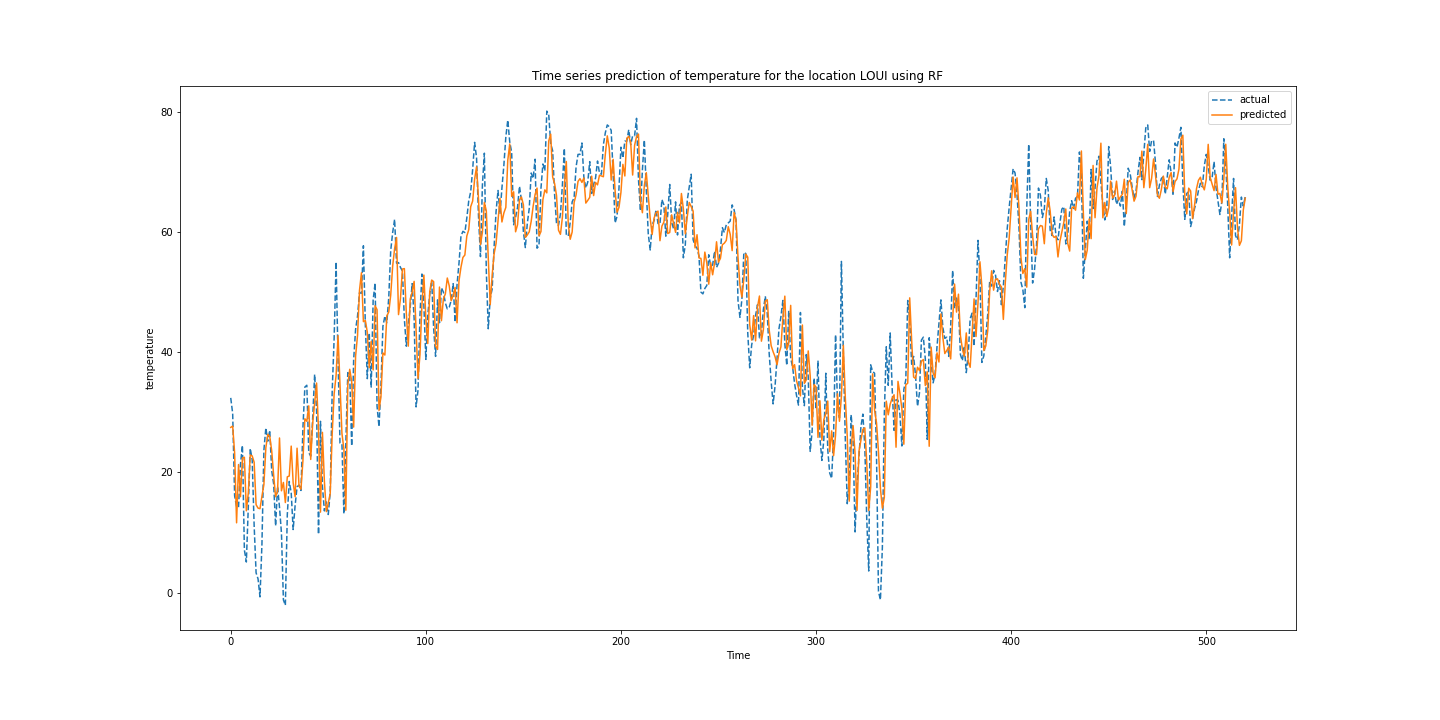 Time series prediction of temperature for the location LOUI using RF
actual
predicted
80
60
40
20
0
temperature
0 100 200 300 400 500
Time